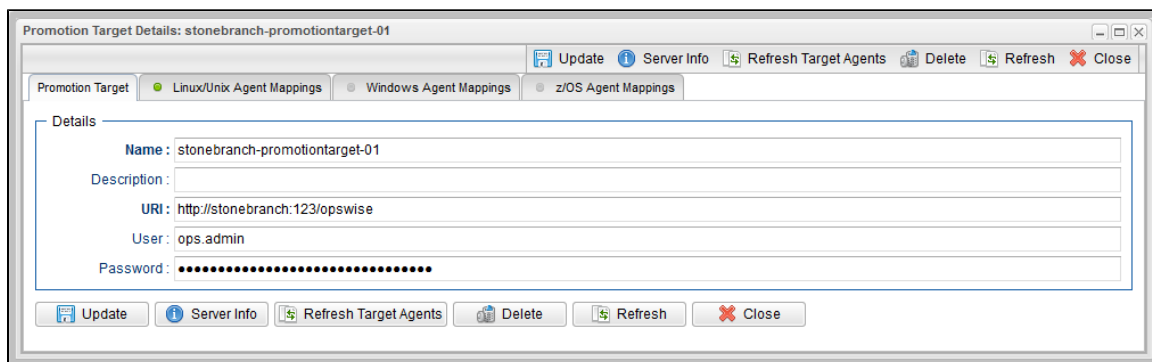 Promotion Target Details: stonebranch-promotiontarget-01
Update Server Info Refresh Target Agents Delete Refresh Close
Promotion Target Linux/Unix Agent Mappings Windows Agent Mappings z/OS Agent Mappings
Details
Name : stonebranch-promotiontarget-01
Description :
URI : http://stonebranch:123/opswise
User : ops.admin
Password : ●●●●●●●●●●●●●●●●●●●●●●●●●●●●●●●●
Update Server Info Refresh Target Agents Delete Refresh Close